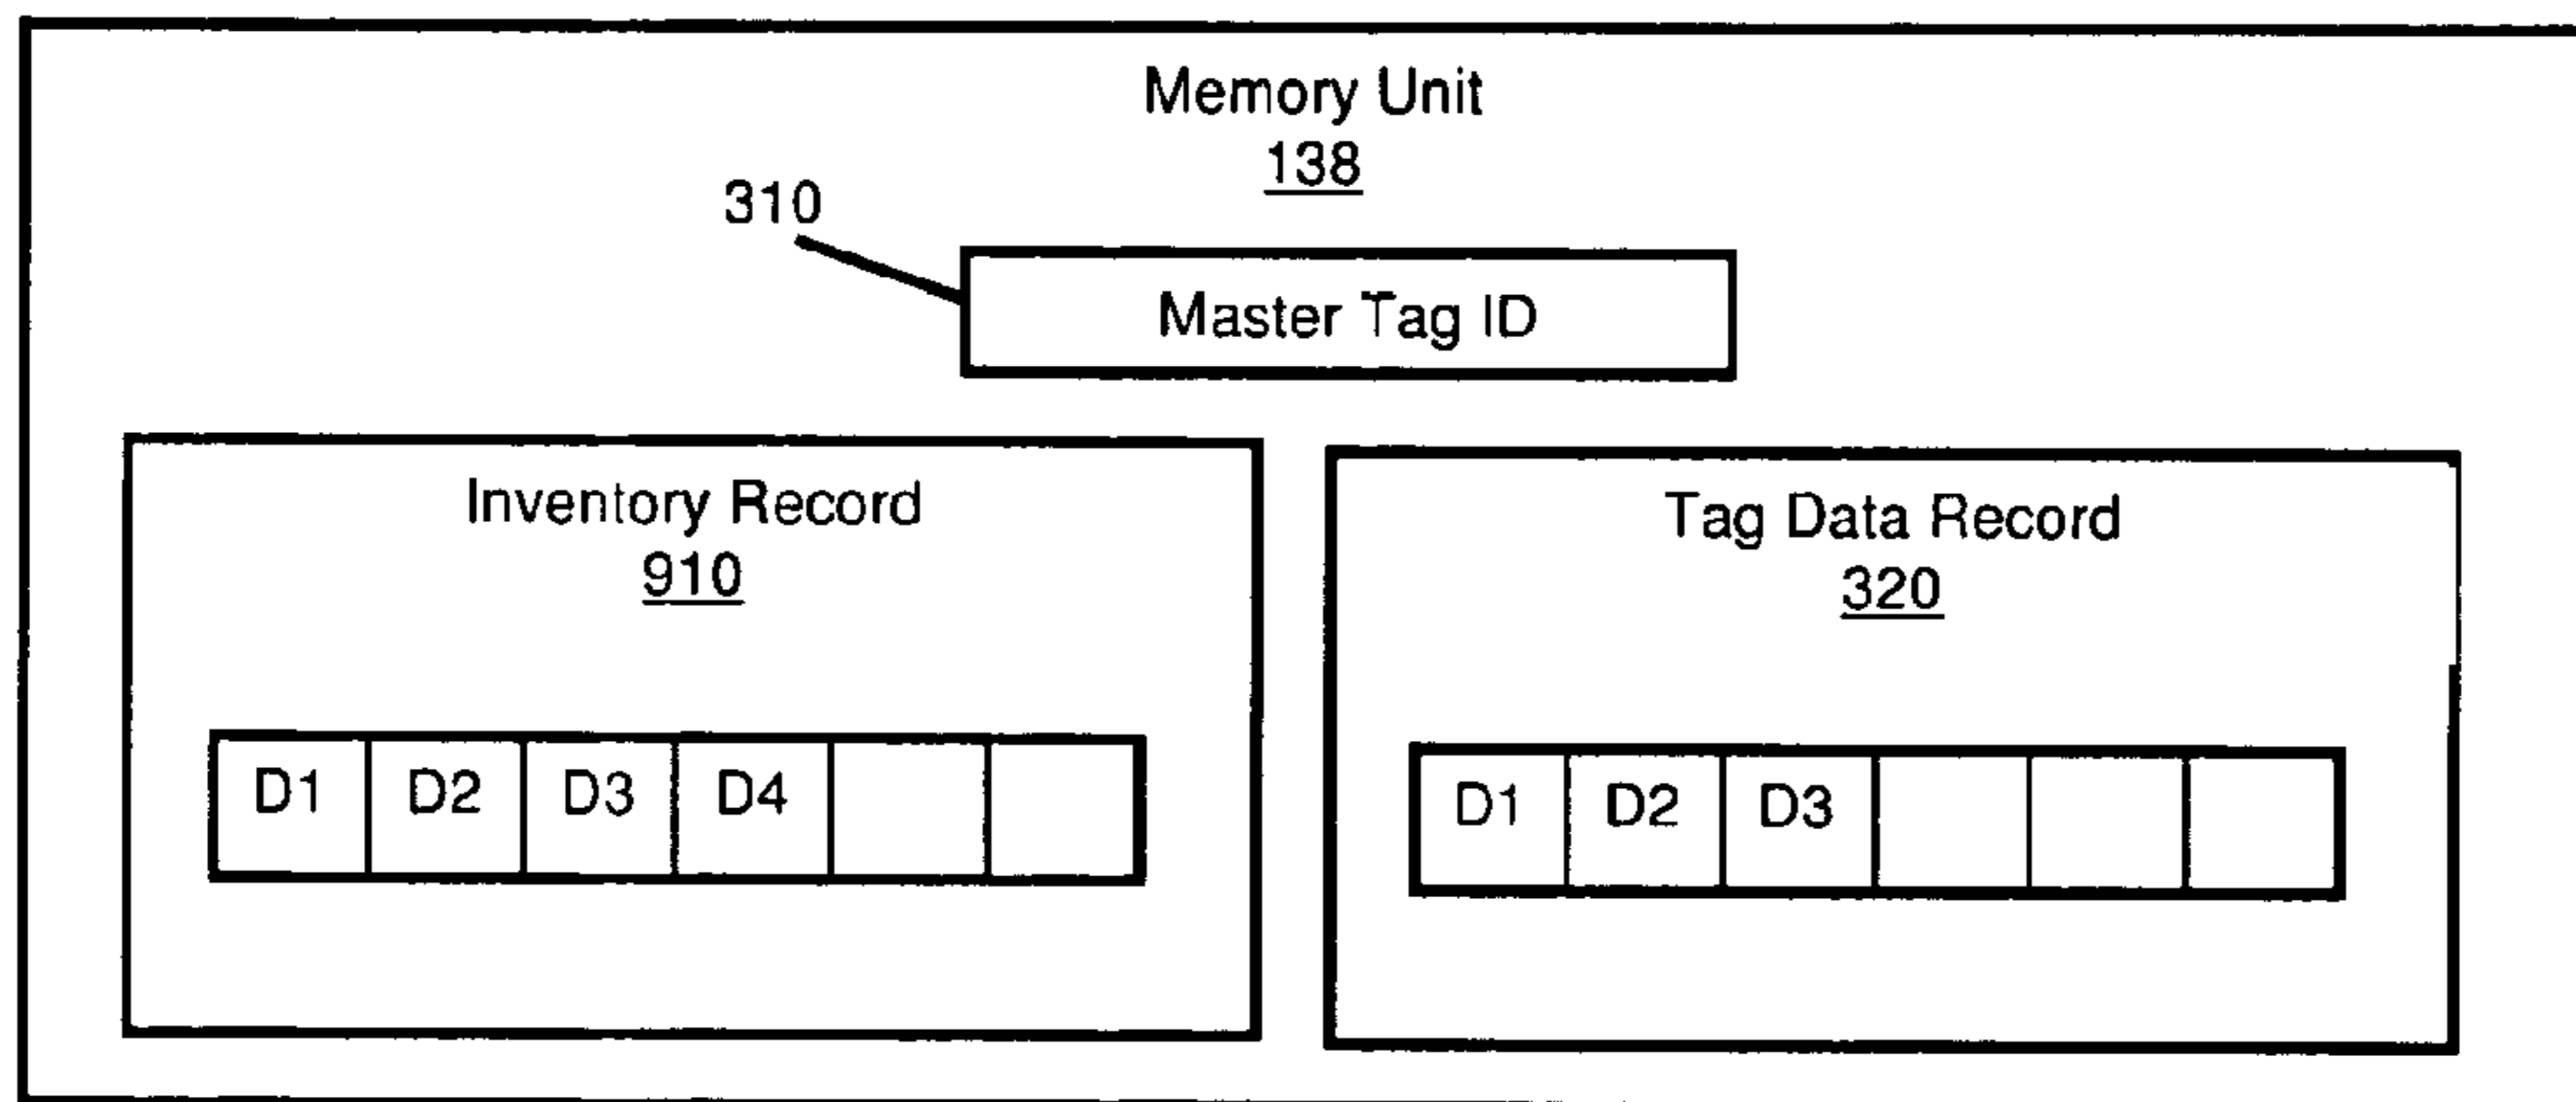 Memory Unit
138
310
Master Tag ID
Inventory Record
910
D1 D2 D3 D4
Tag Data Record
320
D1 D2 D3